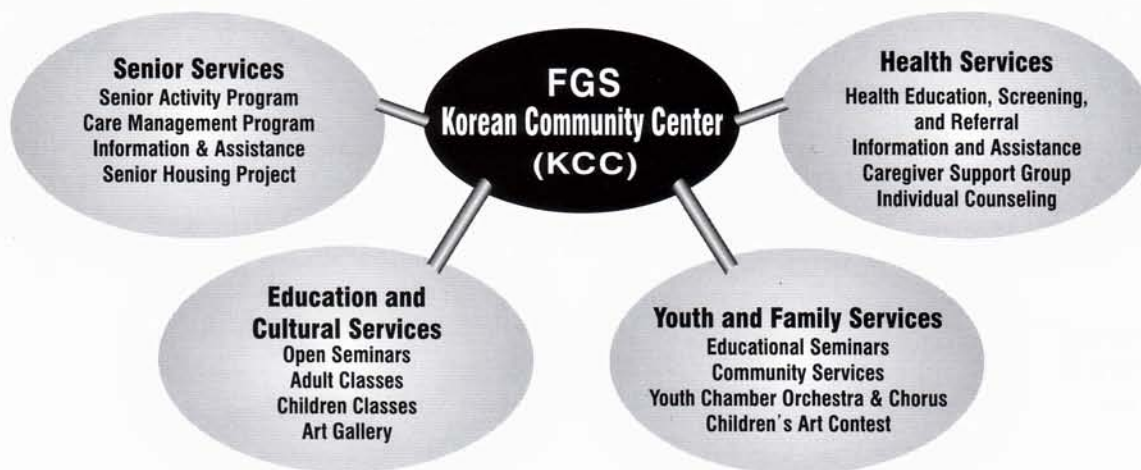 FGS
Korean Community Center
(KCC)
Senior Services
Senior Activity Program
Care Management Program
Information & Assistance
Senior Housing Project
Health Services
Health Education, Screening,
and Referral
Information and Assistance
Caregiver Support Group
Individual Counseling
Education and
Cultural Services
Open Seminars
Adult Classes
Children Classes
Art Gallery
Youth and Family Services
Educational Seminars
Community Services
Youth Chamber Orchestra & Chorus
Children´s Art Contest